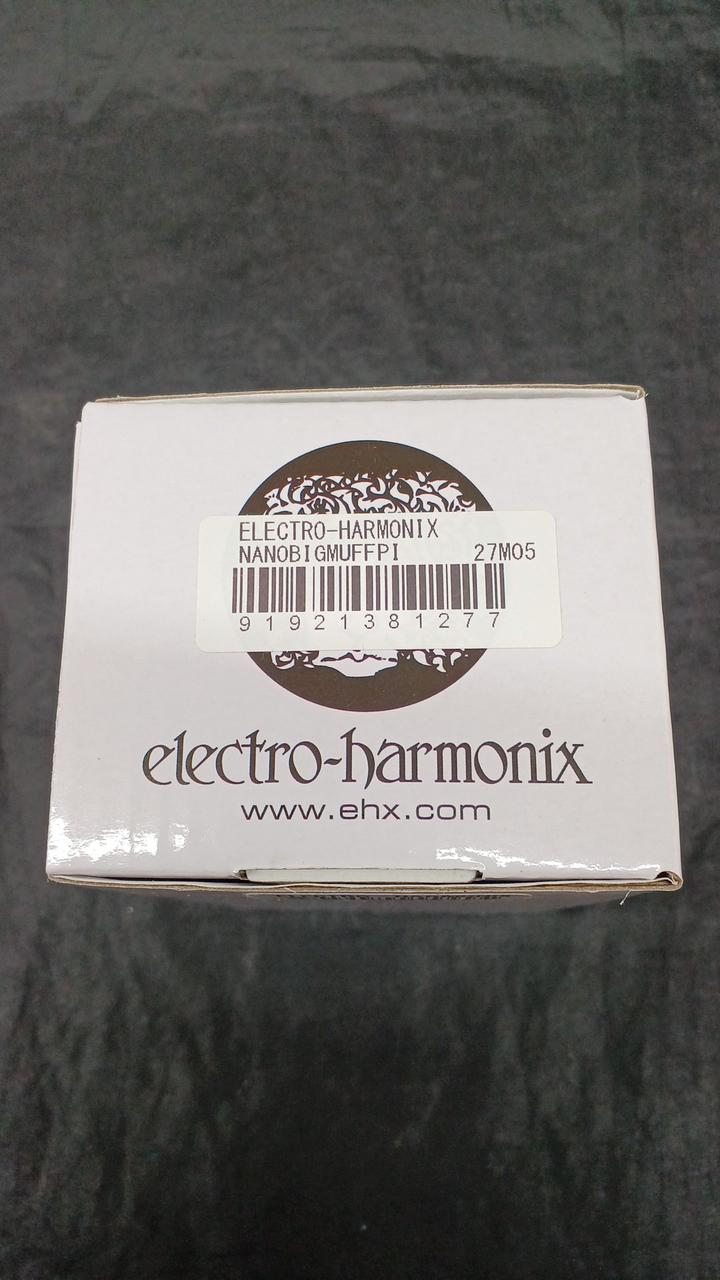 ELECTRO-HARMONIX
NANOBIGMUFFPI 27M05
91921381277
electro-harmonix
www.ehx.com